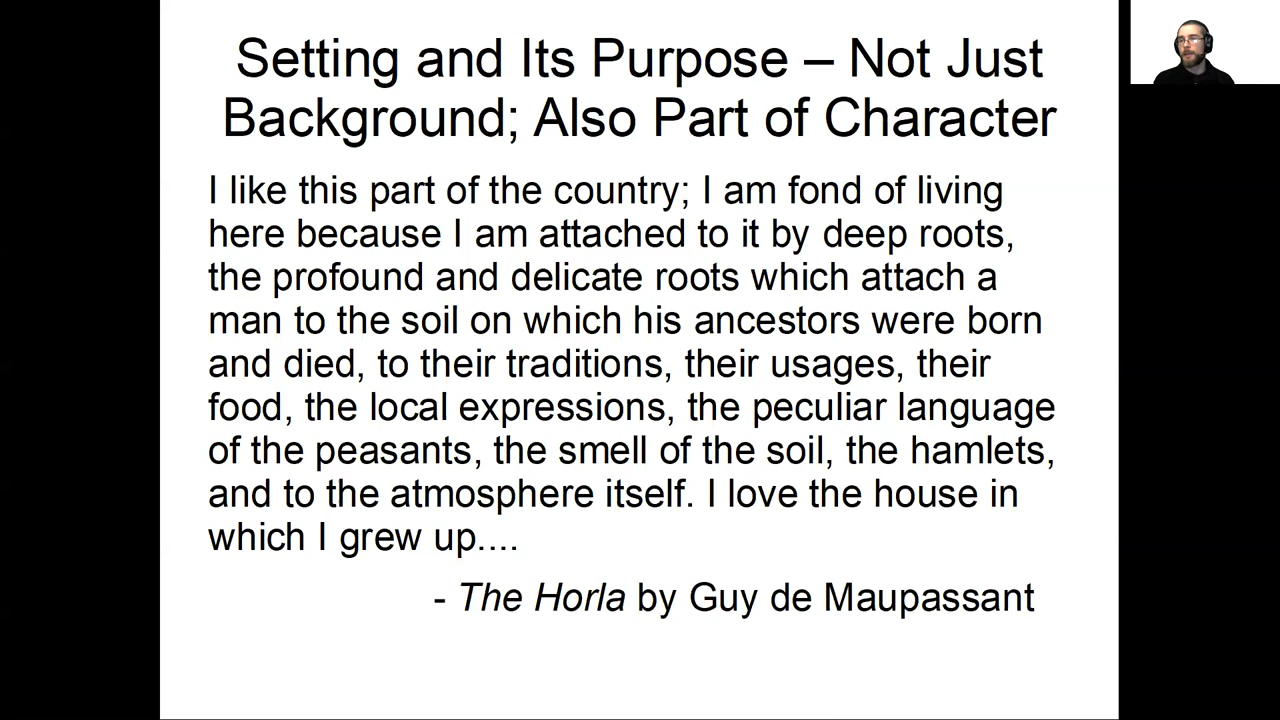 Setting and Its Purpose – Not Just
Background; Also Part of Character
I like this part of the country; I am fond of living
here because I am attached to it by deep roots,
the profound and delicate roots which attach a
man to the soil on which his ancestors were born
and died, to their traditions, their usages, their
food, the local expressions, the peculiar language
of the peasants, the smell of the soil, the hamlets,
and to the atmosphere itself. I love the house in
which I grew up....
- The Horla by Guy de Maupassant